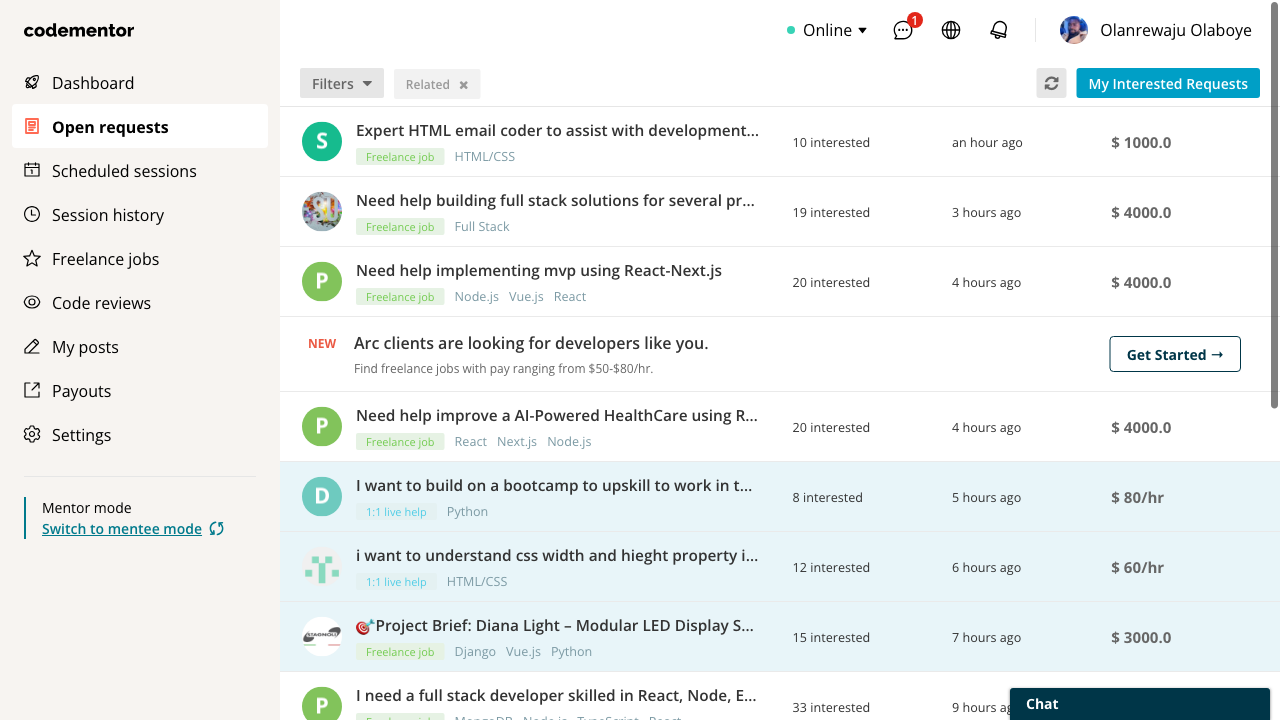 codementor
Online
1
Olanrewaju Olaboye
Dashboard
Open requests
Scheduled sessions
Session history
Freelance jobs
Code reviews
My posts
Payouts
Settings
Mentor mode
Switch to mentee mode
Filters
Related
My Interested Requests
S
Expert HTML email coder to assist with development...
10 interested
an hour ago
$ 1000.0
Freelance job HTML/CSS
Need help building full stack solutions for several pr...
19 interested
3 hours ago
$ 4000.0
Freelance job Full Stack
P
Need help implementing mvp using React-Next.js
20 interested
4 hours ago
$ 4000.0
Freelance job Node.js Vue.js React
NEW
Arc clients are looking for developers like you.
Find freelance jobs with pay ranging from $50-$80/hr.
Get Started →
P
Need help improve a AI-Powered HealthCare using R...
20 interested
4 hours ago
$ 4000.0
Freelance job React Next.js Node.js
D
I want to build on a bootcamp to upskill to work in t...
8 interested
5 hours ago
$ 80/hr
1:1 live help Python
i want to understand css width and hieght property i...
12 interested
6 hours ago
$ 60/hr
1:1 live help HTML/CSS
🎯Project Brief: Diana Light – Modular LED Display S...
15 interested
7 hours ago
$ 3000.0
Freelance job Django Vue.js Python
P
I need a full stack developer skilled in React, Node, E...
33 interested
9 hours ag
Freelance job MongoDB Node.js TypeScript React
Chat